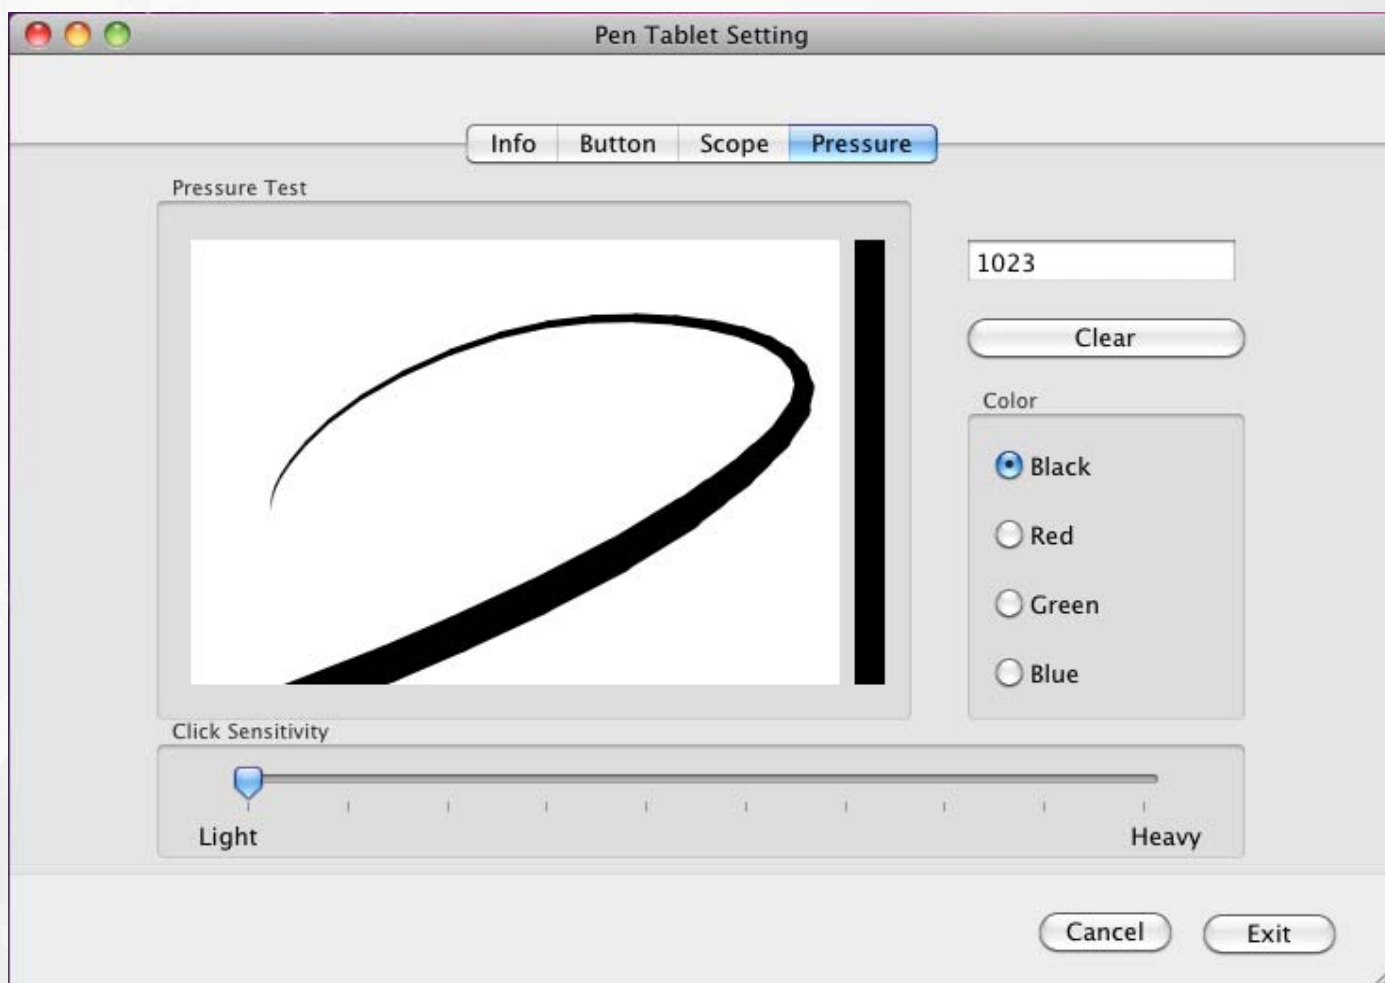 Pen Tablet Setting
Info Button Scope Pressure
Pressure Test
1023
Clear
Color
Black
Red
Green
Blue
Click Sensitivity
Light Heavy
Cancel Exit